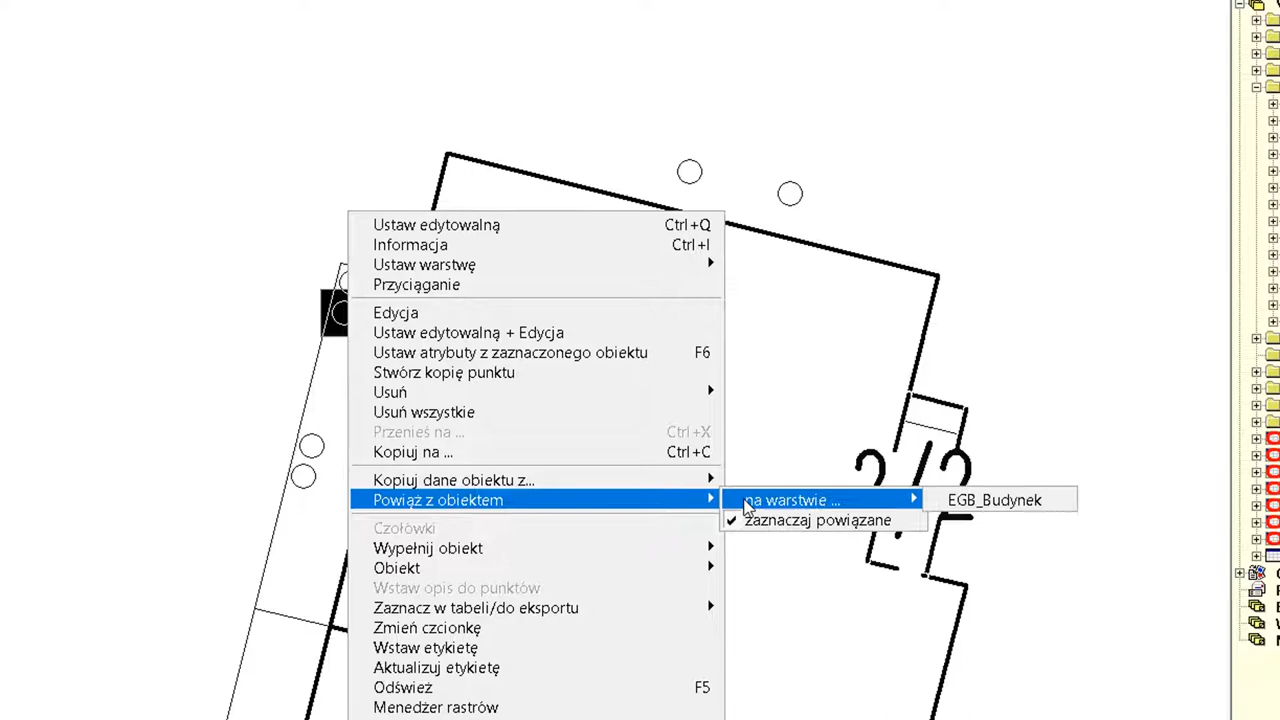 Ustaw edytowalną Ctrl+Q
Informacja Ctrl+I
Ustaw warstwę
Przyciąganie
Edycja
Ustaw edytowalną + Edycja
Ustaw atrybuty z zaznaczonego obiektu F6
Stwórz kopię punktu
Usuń
Usuń wszystkie
Przenieś na ... Ctrl+X
Kopiuj na ... Ctrl+C
Kopiuj dane obiektu z...
Powiąż z obiektem
na warstwie ...
EGB_Budynek
zaznaczaj powiązane
Czołówki
Wypełnij obiekt
Obiekt
Wstaw opis do punktów
Zaznacz w tabeli/do eksportu
Zmień czcionkę
Wstaw etykietę
Aktualizuj etykietę
Odśwież F5
Menedżer rastrów